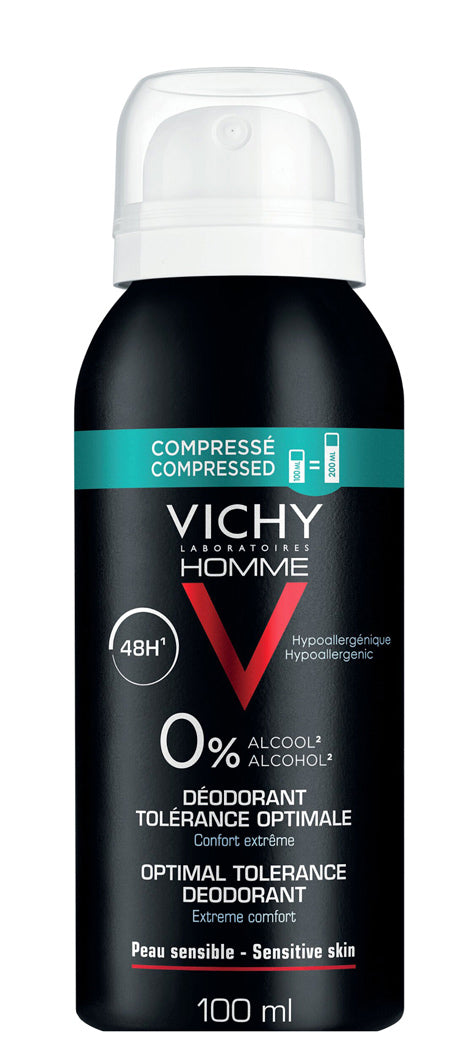 COMPRESSÉ
COMPRESSED
100 ML = 200 ML
VICHY
LABORATOIRES
HOMME
V
48H¹
Hypoallergénique
Hypoallergenic
0% ALCOOL²
ALCOHOL²
DÉODORANT
TOLÉRANCE OPTIMALE
Confort extrême
OPTIMAL TOLERANCE
DEODORANT
Extreme comfort
Peau sensible - Sensitive skin
100 ml